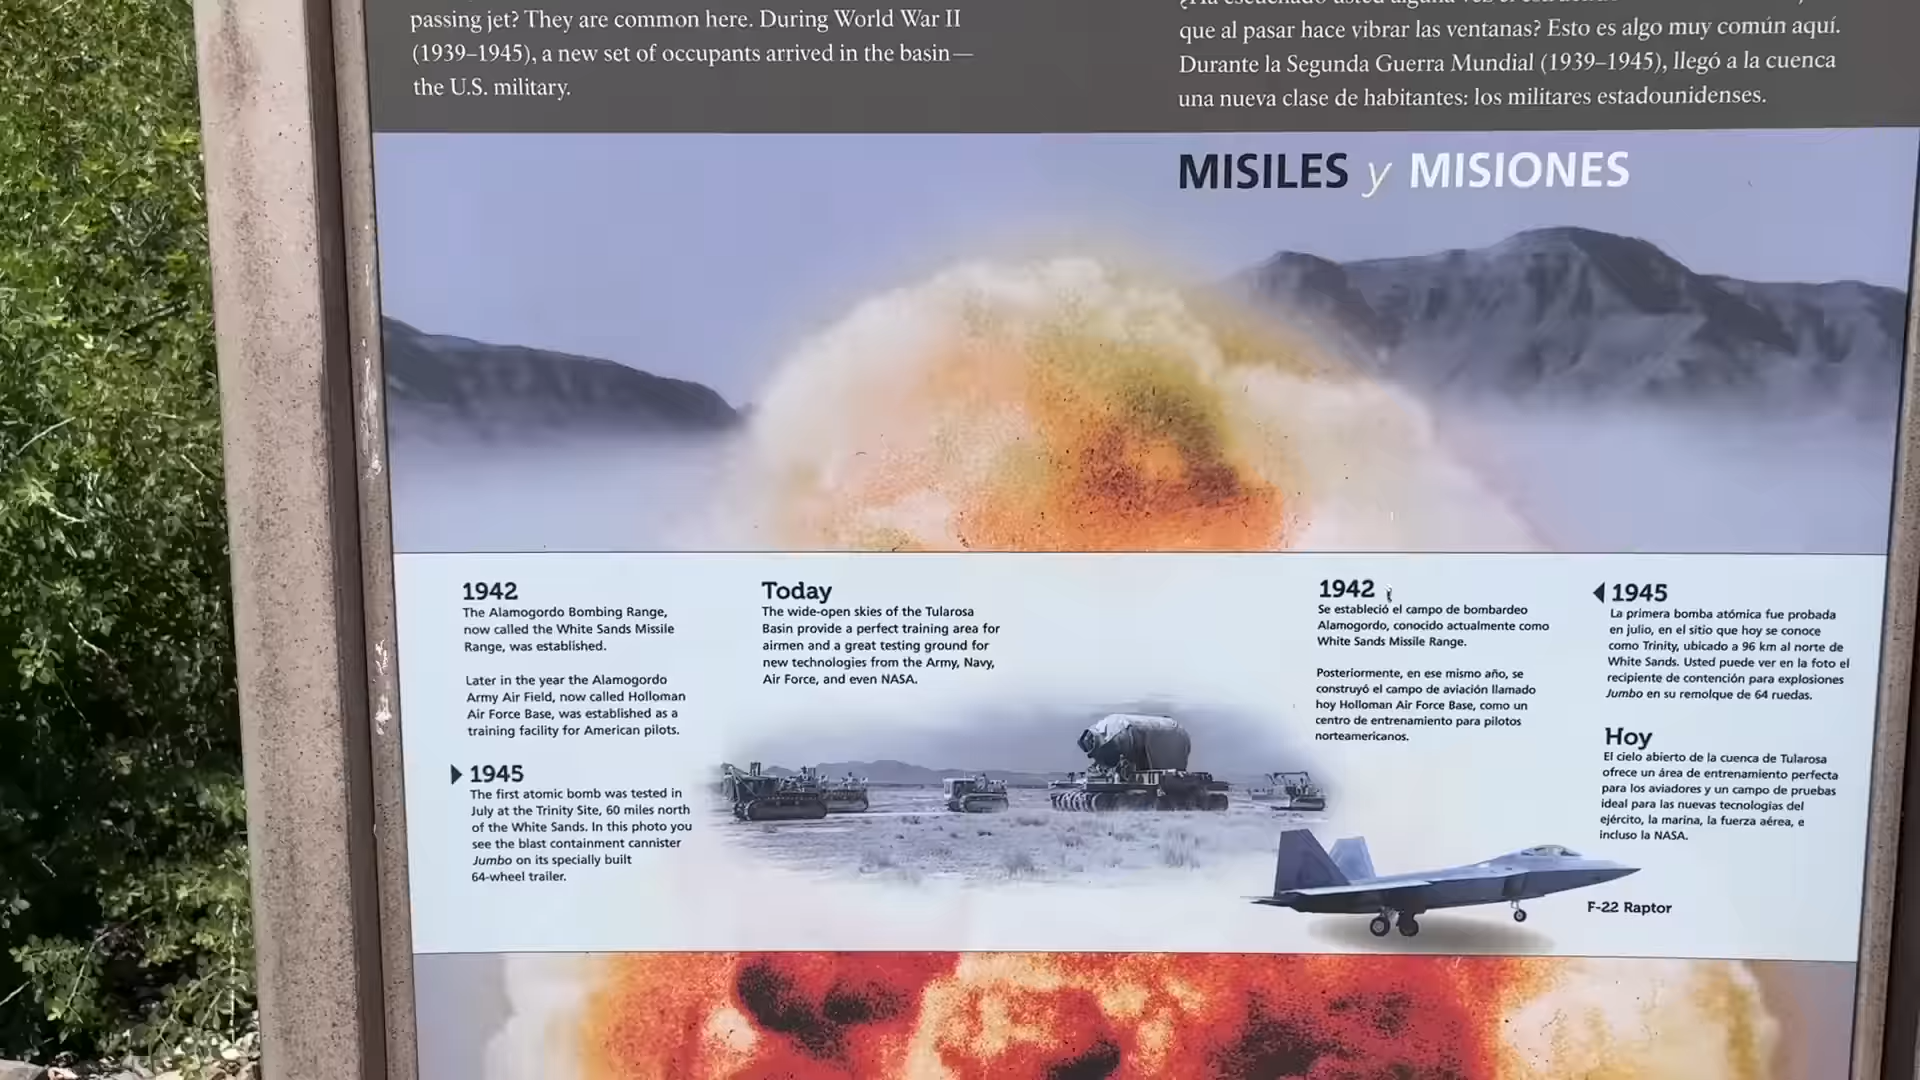 passing jet? They are common here. During World War II
(1939–1945), a new set of occupants arrived in the basin—
the U.S. military.
que al pasar hace vibrar las ventanas? Esto es algo muy común aquí.
Durante la Segunda Guerra Mundial (1939–1945), llegó a la cuenca
una nueva clase de habitantes: los militares estadounidenses.
MISILES y MISIONES
1942
The Alamogordo Bombing Range,
now called the White Sands Missile
Range, was established.
Later in the year the Alamogordo
Army Air Field, now called Holloman
Air Force Base, was established as a
training facility for American pilots.
1945
The first atomic bomb was tested in
July at the Trinity Site, 60 miles north
of the White Sands. In this photo you
see the blast containment cannister
Jumbo on its specially built
64-wheel trailer.
Today
The wide-open skies of the Tularosa
Basin provide a perfect training area for
airmen and a great testing ground for
new technologies from the Army, Navy,
Air Force, and even NASA.
1942
Se estableció el campo de bombardeo
Alamogordo, conocido actualmente como
White Sands Missile Range.
Posteriormente, en ese mismo año, se
construyó el campo de aviación llamado
hoy Holloman Air Force Base, como un
centro de entrenamiento para pilotos
norteamericanos.
1945
La primera bomba atómica fue probada
en julio, en el sitio que hoy se conoce
como Trinity, ubicado a 96 km al norte de
White Sands. Usted puede ver en la foto el
recipiente de contención para explosiones
Jumbo en su remolque de 64 ruedas.
Hoy
El cielo abierto de la cuenca de Tularosa
ofrece un área de entrenamiento perfecta
para los aviadores y un campo de pruebas
ideal para las nuevas tecnologías del
ejército, la marina, la fuerza aérea, e
incluso la NASA.
F-22 Raptor